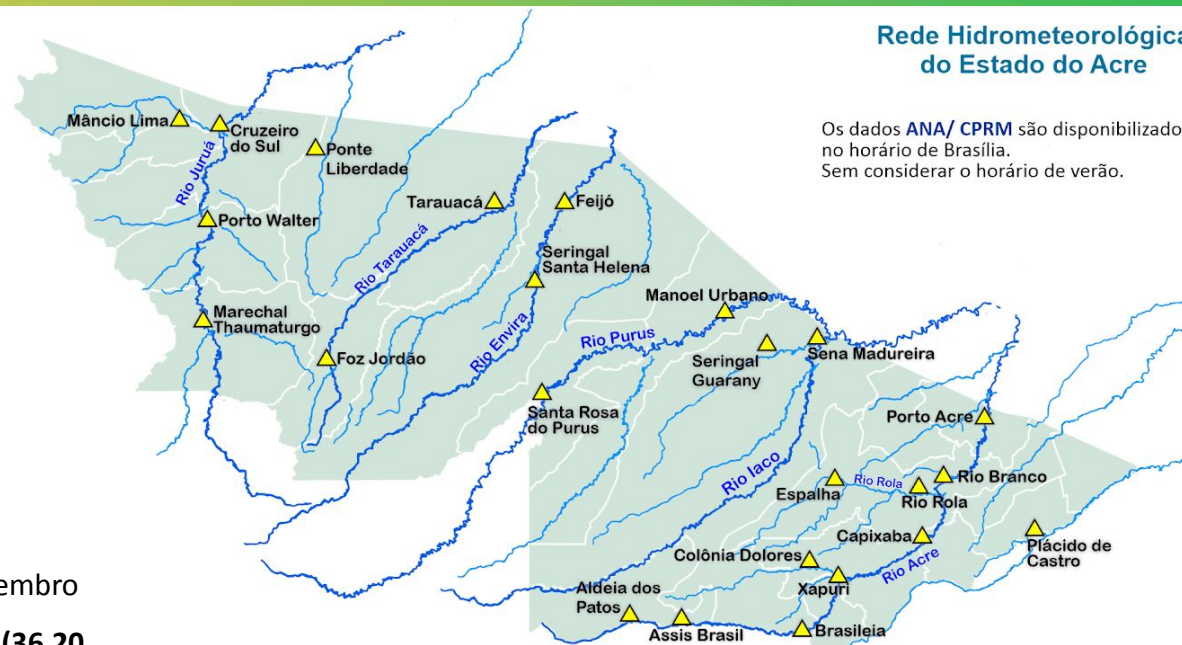 Rede Hidrometeorológica
do Estado do Acre
Os dados ANA/ CPRM são disponibilizado
no horário de Brasília.
Sem considerar o horário de verão.
Mâncio Lima
Cruzeiro
do Sul
Ponte
Liberdade
Rio Juruá
Porto Walter
Tarauacá
Feijó
Rio Tarauacá
Seringal
Santa Helena
Marechal
Thaumaturgo
Foz Jordão
Rio Envira
Manoel Urbano
Rio Purus
Seringal
Guarany
Sena Madureira
Santa Rosa
do Purus
Porto Acre
Rio Iaco
Espalha
Rio Rola
Rio Rola
Rio Branco
Capixaba
Plácido de
Castro
Colônia Dolores
Rio Acre
Xapuri
Aldeia dos
Patos
Assis Brasil
Brasileia
embro
(36,20